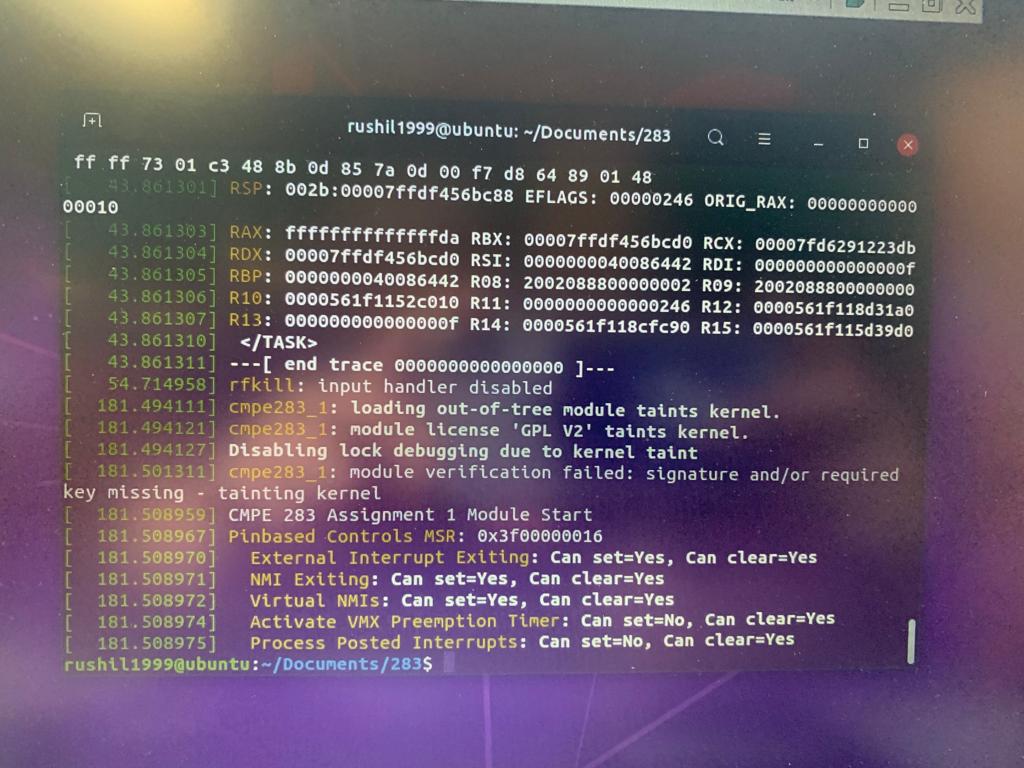 rushil1999@ubuntu: ~/Documents/283
ff ff 73 01 c3 48 8b 0d 85 7a 0d 00 f7 d8 64 89 01 48
[   43.861301] RSP: 002b:00007ffdf456bc88 EFLAGS: 00000246 ORIG_RAX: 00000000000
00010
[   43.861303] RAX: ffffffffffffffda RBX: 00007ffdf456bcd0 RCX: 00007fd6291223db
[   43.861304] RDX: 00007ffdf456bcd0 RSI: 0000000040086442 RDI: 000000000000000f
[   43.861305] RBP: 0000000040086442 R08: 2002088800000002 R09: 2002088800000000
[   43.861306] R10: 0000561f1152c010 R11: 0000000000000246 R12: 0000561f118d31a0
[   43.861307] R13: 000000000000000f R14: 0000561f118cfc90 R15: 0000561f115d39d0
[   43.861310]  </TASK>
[   43.861311] ---[ end trace 0000000000000000 ]---
[   54.714958] rfkill: input handler disabled
[  181.494111] cmpe283_1: loading out-of-tree module taints kernel.
[  181.494121] cmpe283_1: module license 'GPL V2' taints kernel.
[  181.494127] Disabling lock debugging due to kernel taint
[  181.501311] cmpe283_1: module verification failed: signature and/or required
key missing - tainting kernel
[  181.508959] CMPE 283 Assignment 1 Module Start
[  181.508967] Pinbased Controls MSR: 0x3f00000016
[  181.508970]   External Interrupt Exiting: Can set=Yes, Can clear=Yes
[  181.508971]   NMI Exiting: Can set=Yes, Can clear=Yes
[  181.508972]   Virtual NMIs: Can set=Yes, Can clear=Yes
[  181.508974]   Activate VMX Preemption Timer: Can set=No, Can clear=Yes
[  181.508975]   Process Posted Interrupts: Can set=No, Can clear=Yes
rushil1999@ubuntu:~/Documents/283$